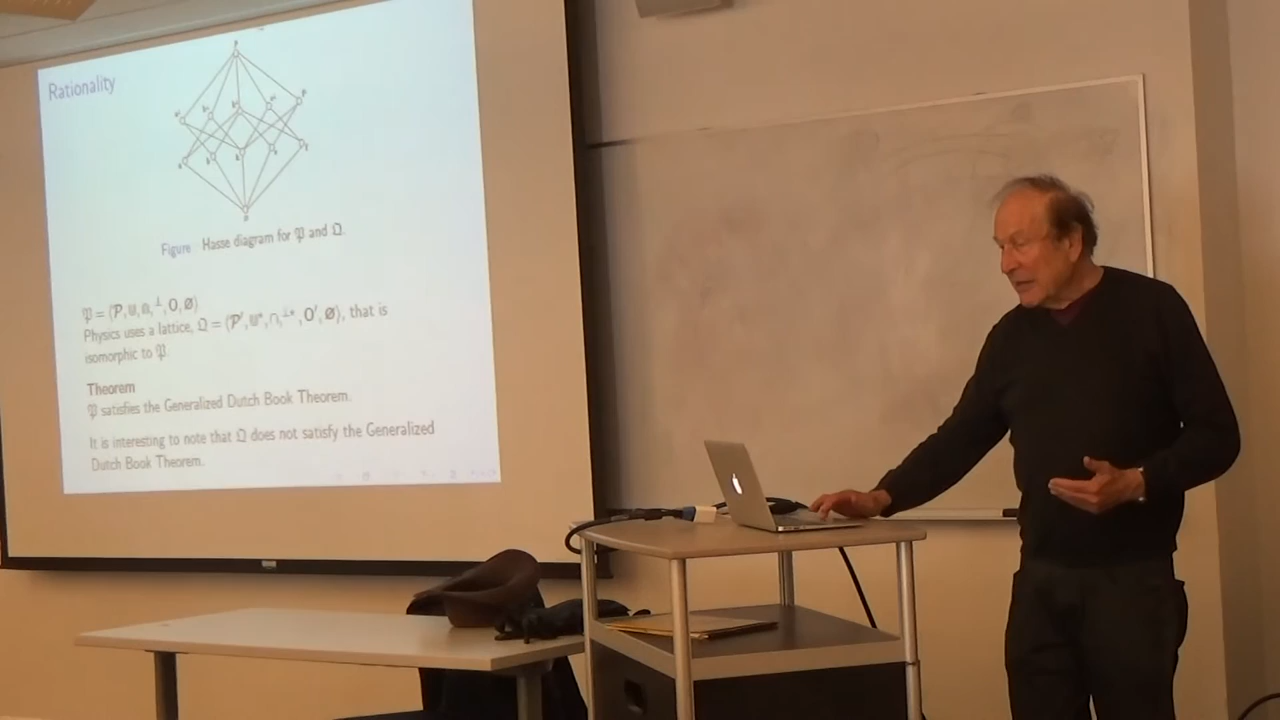 Rationality
Figure Hasse diagram for 𝔓 and 𝔔.
𝔓 = ⟨𝒫, ⋓, ⋒, ⊥, O, ∅⟩
Physics uses a lattice, 𝔔 = ⟨𝒫′, ⋓*, ∩, ⊥*, O′, ∅⟩, that is
isomorphic to 𝔓.
Theorem
𝔓 satisfies the Generalized Dutch Book Theorem.
It is interesting to note that 𝔔 does not satisfy the Generalized
Dutch Book Theorem.